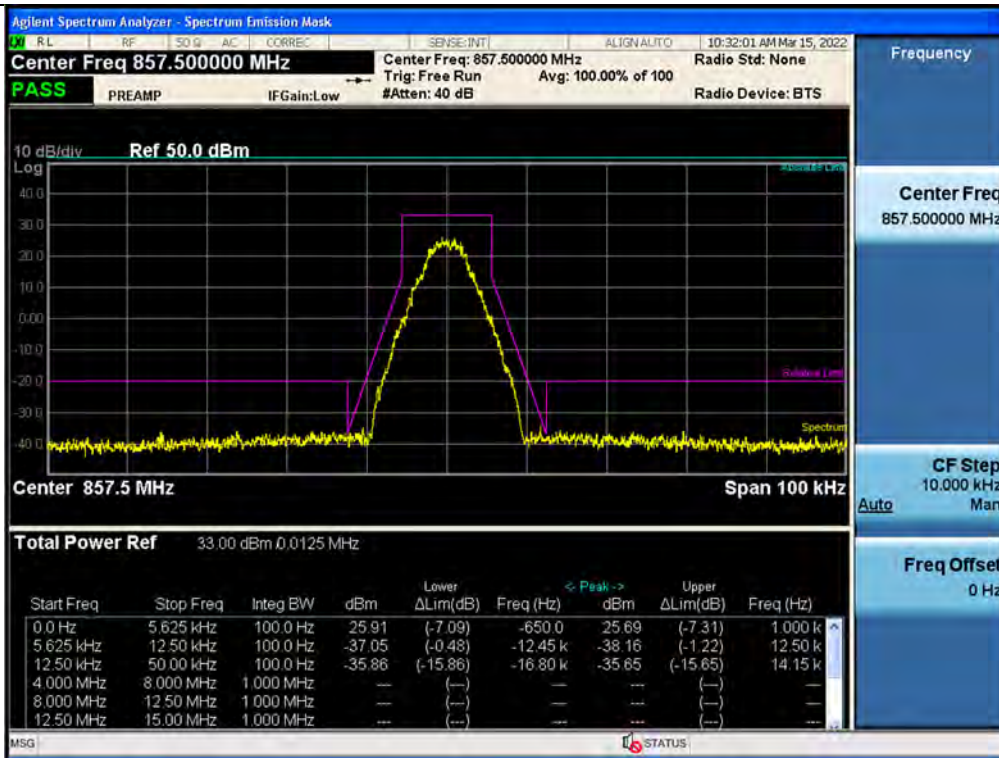 Agilent Spectrum Analyzer - Spectrum Emission Mask
LXI RL RF 50 Ω AC CORREC SENSE:INT ALIGN AUTO 10:32:01 AM Mar 15, 2022
Center Freq 857.500000 MHz
Center Freq: 857.500000 MHz Radio Std: None
Trig: Free Run Avg: 100.00% of 100
PASS PREAMP IFGain:Low #Atten: 40 dB Radio Device: BTS
10 dB/div Ref 50.0 dBm
Log
Absolute Limit
40.0
30.0
20.0
10.0
0.00
-10.0
-20.0
Relative Limit
-30.0
Spectrum
-40.0
Center 857.5 MHz Span 100 kHz
Total Power Ref 33.00 dBm / 0.0125 MHz
Lower <- Peak -> Upper
Start Freq Stop Freq Integ BW dBm ΔLim(dB) Freq (Hz) dBm ΔLim(dB) Freq (Hz)
0.0 Hz 5.625 kHz 100.0 Hz 25.91 (-7.09) -650.0 25.69 (-7.31) 1.000 k
5.625 kHz 12.50 kHz 100.0 Hz -37.05 (-0.48) -12.45 k -38.16 (-1.22) 12.50 k
12.50 kHz 50.00 kHz 100.0 Hz -35.86 (-15.86) -16.80 k -35.65 (-15.65) 14.15 k
4.000 MHz 8.000 MHz 1.000 MHz --- (---) --- --- (---) ---
8.000 MHz 12.50 MHz 1.000 MHz --- (---) --- --- (---) ---
12.50 MHz 15.00 MHz 1.000 MHz --- (---) --- --- (---) ---
MSG STATUS
Frequency
Center Freq
857.500000 MHz
CF Step
10.000 kHz
Auto Man
Freq Offset
0 Hz